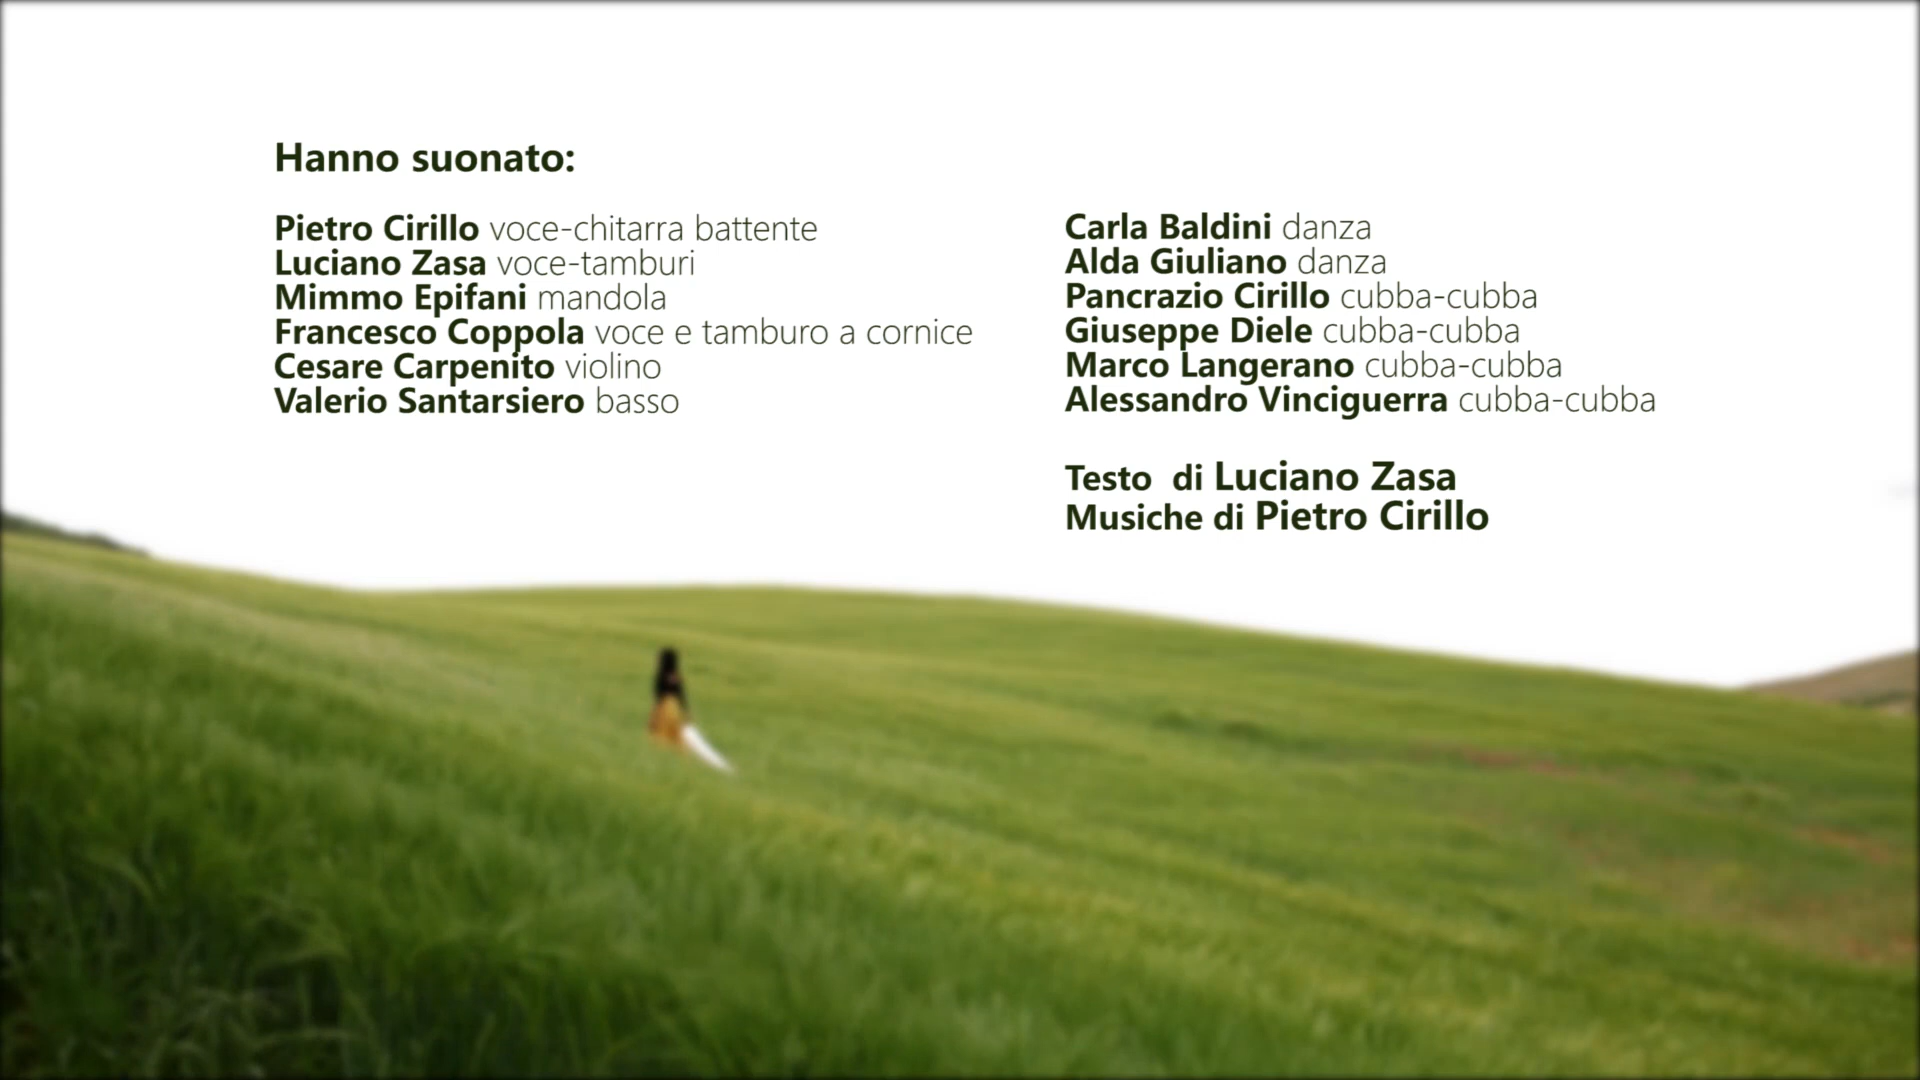 Hanno suonato:
Pietro Cirillo voce-chitarra battente
Luciano Zasa voce-tamburi
Mimmo Epifani mandola
Francesco Coppola voce e tamburo a cornice
Cesare Carpenito violino
Valerio Santarsiero basso
Carla Baldini danza
Alda Giuliano danza
Pancrazio Cirillo cubba-cubba
Giuseppe Diele cubba-cubba
Marco Langerano cubba-cubba
Alessandro Vinciguerra cubba-cubba
Testo di Luciano Zasa
Musiche di Pietro Cirillo